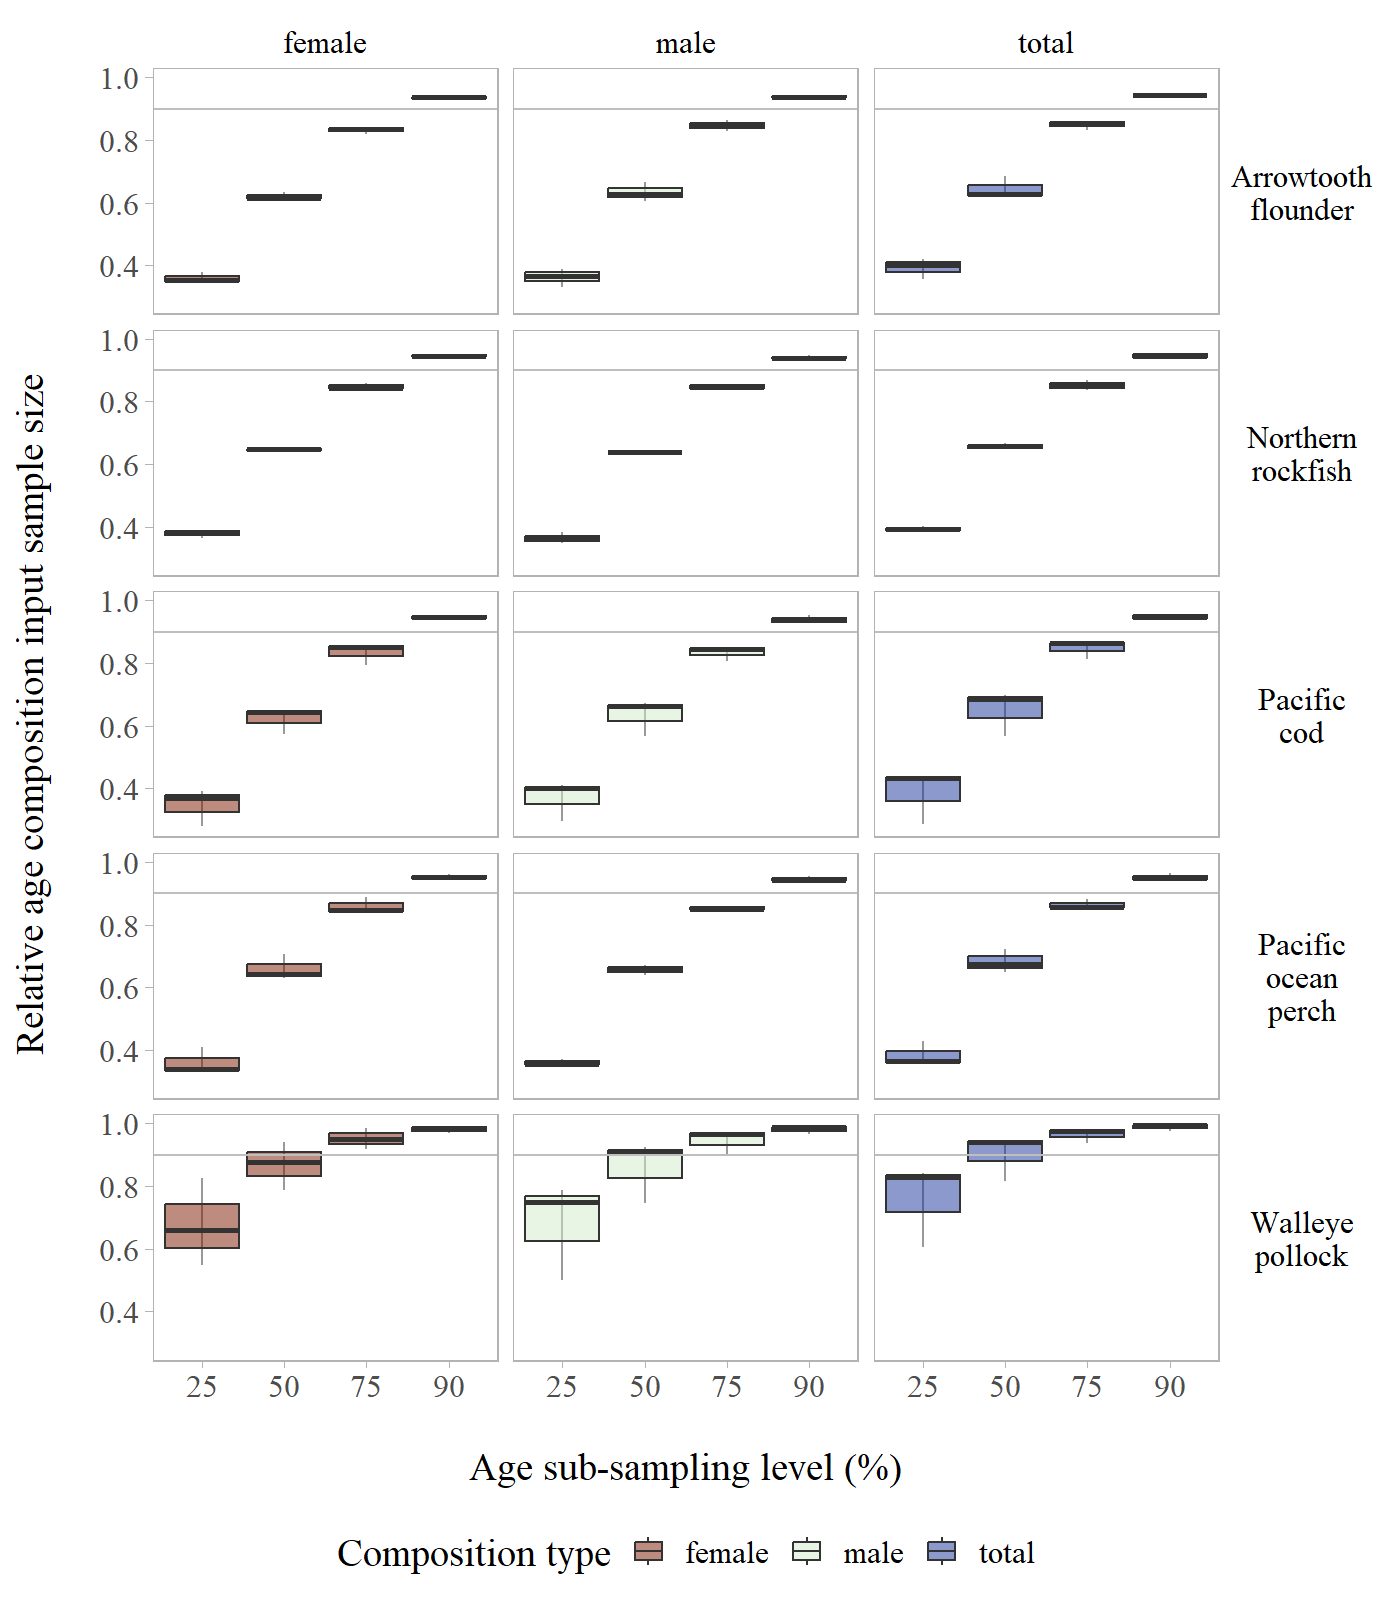 female male total
1.0
0.8
0.6
0.4
Arrowtooth
flounder
1.0
0.8
0.6
0.4
Northern
rockfish
1.0
0.8
0.6
0.4
Pacific
cod
1.0
0.8
0.6
0.4
Pacific
ocean
perch
1.0
0.8
0.6
0.4
Walleye
pollock
Relative age composition input sample size
25 50 75 90 25 50 75 90 25 50 75 90
Age sub-sampling level (%)
Composition type female male total